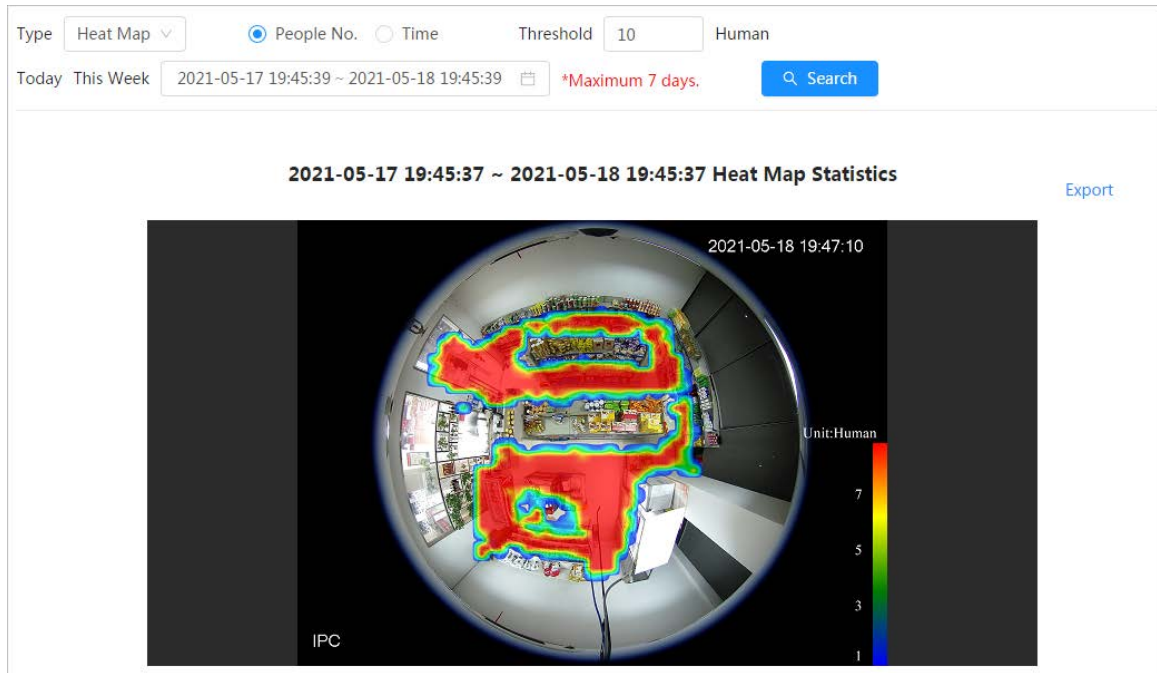 Type Heat Map People No. Time Threshold 10 Human
Today This Week 2021-05-17 19:45:39 ~ 2021-05-18 19:45:39 *Maximum 7 days. Search
2021-05-17 19:45:37 ~ 2021-05-18 19:45:37 Heat Map Statistics
Export
2021-05-18 19:47:10
Unit:Human
7
5
3
1
IPC